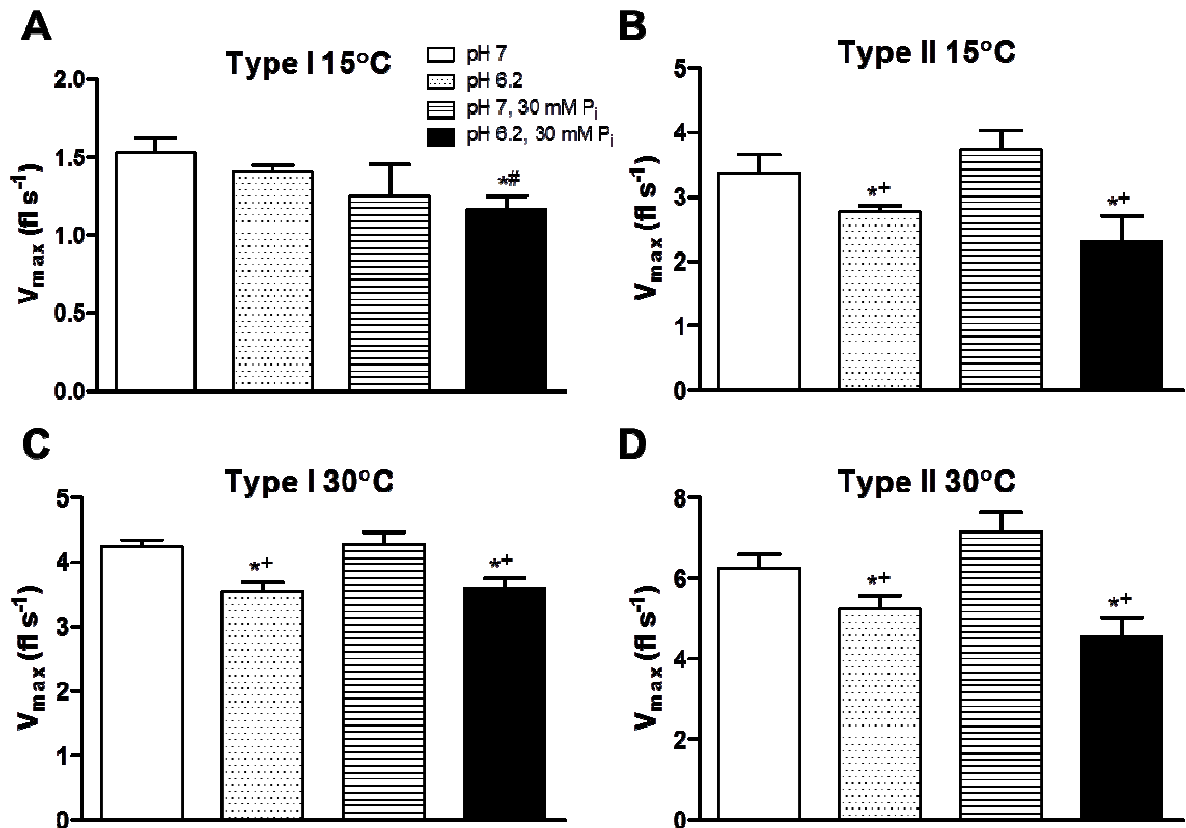 A
Type I 15°C
pH 7
pH 6.2
pH 7, 30 mM Pi
pH 6.2, 30 mM Pi
2.0
1.5
1.0
0.5
0.0
Vmax (fl s-1)
*#
B
Type II 15°C
5
4
3
2
1
0
Vmax (fl s-1)
*+
*+
C
Type I 30°C
5
4
3
2
1
0
Vmax (fl s-1)
*+
*+
D
Type II 30°C
8
6
4
2
0
Vmax (fl s-1)
*+
*+